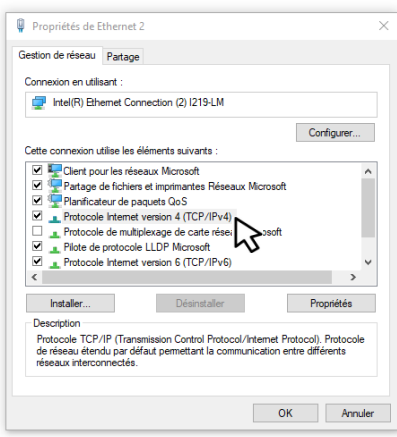 Propriétés de Ethernet 2
Gestion de réseau Partage
Connexion en utilisant :
Intel(R) Ethernet Connection (2) I219-LM
Configurer...
Cette connexion utilise les éléments suivants :
Client pour les réseaux Microsoft
Partage de fichiers et imprimantes Réseaux Microsoft
Planificateur de paquets QoS
Protocole Internet version 4 (TCP/IPv4)
Protocole de multiplexage de carte
Pilote de protocole LLDP Microsoft
Protocole Internet version 6 (TCP/IPv6)
Installer... Désinstaller Propriétés
Description
Protocole TCP/IP (Transmission Control Protocol/Internet Protocol). Protocole
de réseau étendu par défaut permettant la communication entre différents
réseaux interconnectés.
OK Annuler